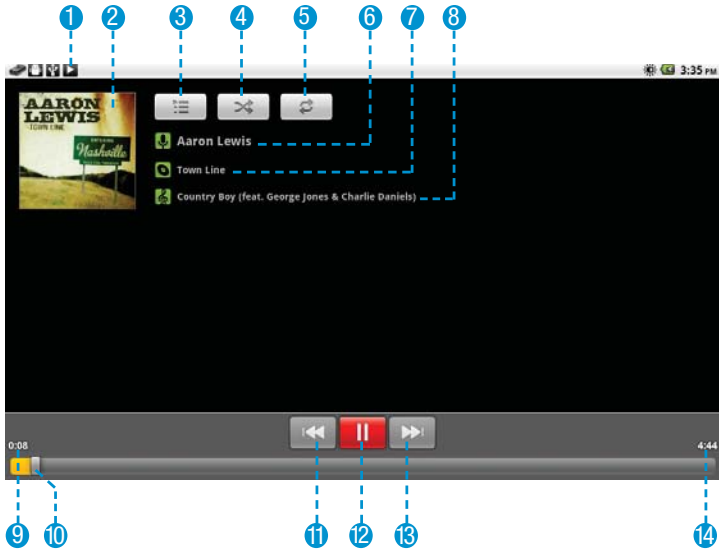 1 2 3 4 5 6 7 8
3:35 PM
AARON
LEWIS
TOWN LINE
Nashville
Aaron Lewis
Town Line
Country Boy (feat. George Jones & Charlie Daniels)
0:08 4:44
9 10 11 12 13 14